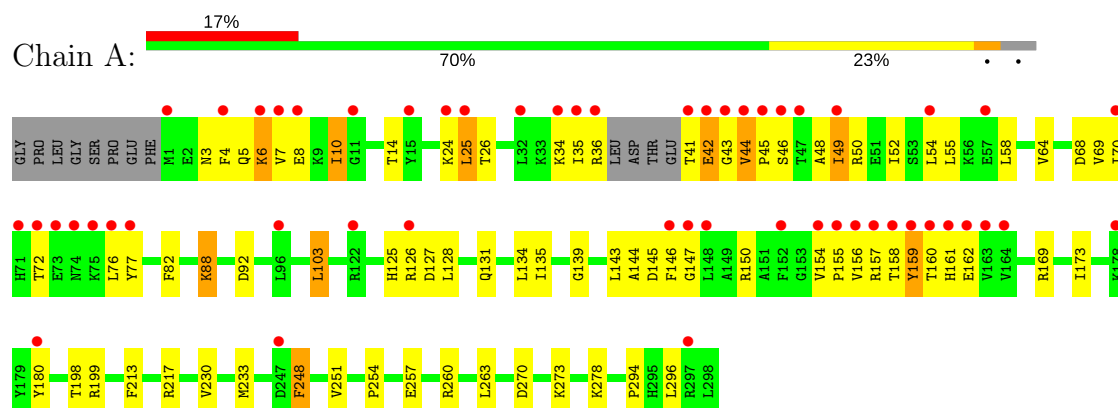 17%
Chain A:
70% 23% • •
GLY PRO LEU GLY SER PRO GLU PHE M1 E2 N3 F4 Q5 K6 V7 E8 K9 I10 G11 T14 Y15 K24 L25 T26 L32 K33 K34 I35 R36 LEU ASP THR GLU T41 E42 G43 V44 P45 S46 T47 A48 I49 R50 E51 I52 S53 L54 L55 K56 E57 L58 V64 D68 V69 I70
H71 T72 E73 N74 K75 L76 Y77 F82 K88 D92 L96 L103 R122 H125 R126 D127 L128 Q131 L134 I135 G139 L143 A144 D145 F146 G147 L148 A149 R150 A151 F152 G153 V154 P155 V156 R157 T158 Y159 T160 H161 E162 V163 V164 R169 I173 K178
Y179 Y180 T198 R199 F213 R217 V230 M233 D247 F248 V251 P254 E257 R260 L263 D270 K273 K278 P294 H295 L296 R297 L298